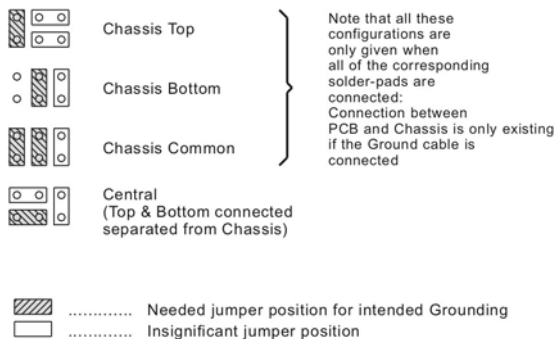 Chassis Top
Chassis Bottom
Chassis Common
Central
(Top & Bottom connected
separated from Chassis)
Note that all these
configurations are
only given when
all of the corresponding
solder-pads are
connected:
Connection between
PCB and Chassis is only existing
if the Ground cable is
connected
............. Needed jumper position for intended Grounding
............. Insignificant jumper position